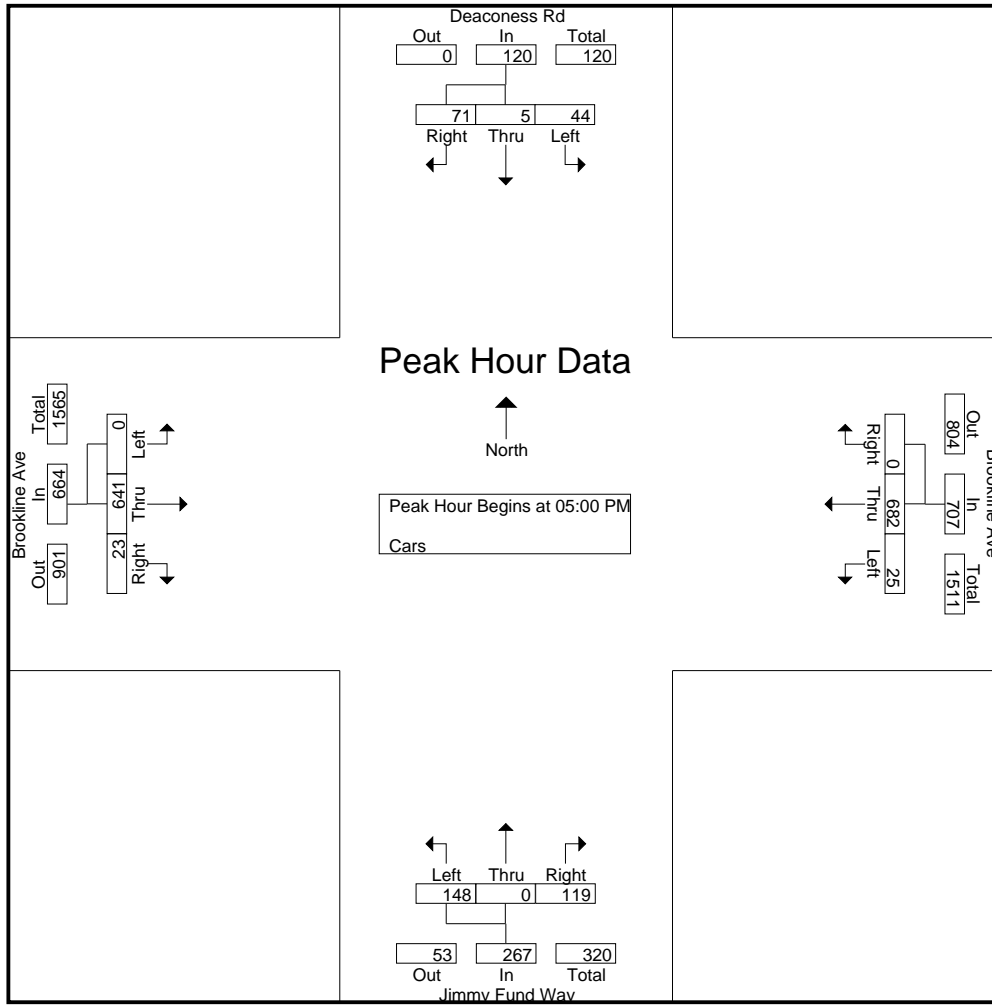 Deaconess Rd
Out In Total
0 120 120
71 5 44
Right Thru Left
Peak Hour Data
North
Peak Hour Begins at 05:00 PM
Cars
Brookline Ave
Total In Out
1565 664 901
0 641 23
Left Thru Right
Right Thru Left
0 682 25
804 707 1511
Out In Total
Brookline Ave
Left Thru Right
148 0 119
53 267 320
Out In Total
Jimmy Fund Way